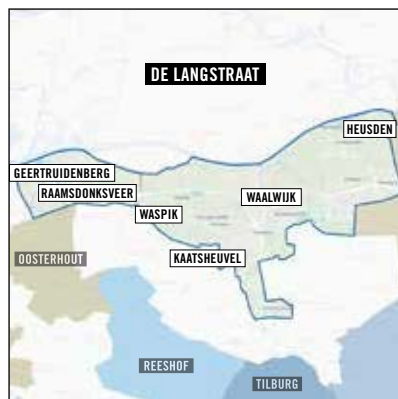 DE LANGSTRAAT
HEUSDEN
GEERTRUIDENBERG
RAAMSDONKSVEER
WAALWIJK
WASPIK
OOSTERHOUT
KAATSHEUVEL
REESHOF
TILBURG